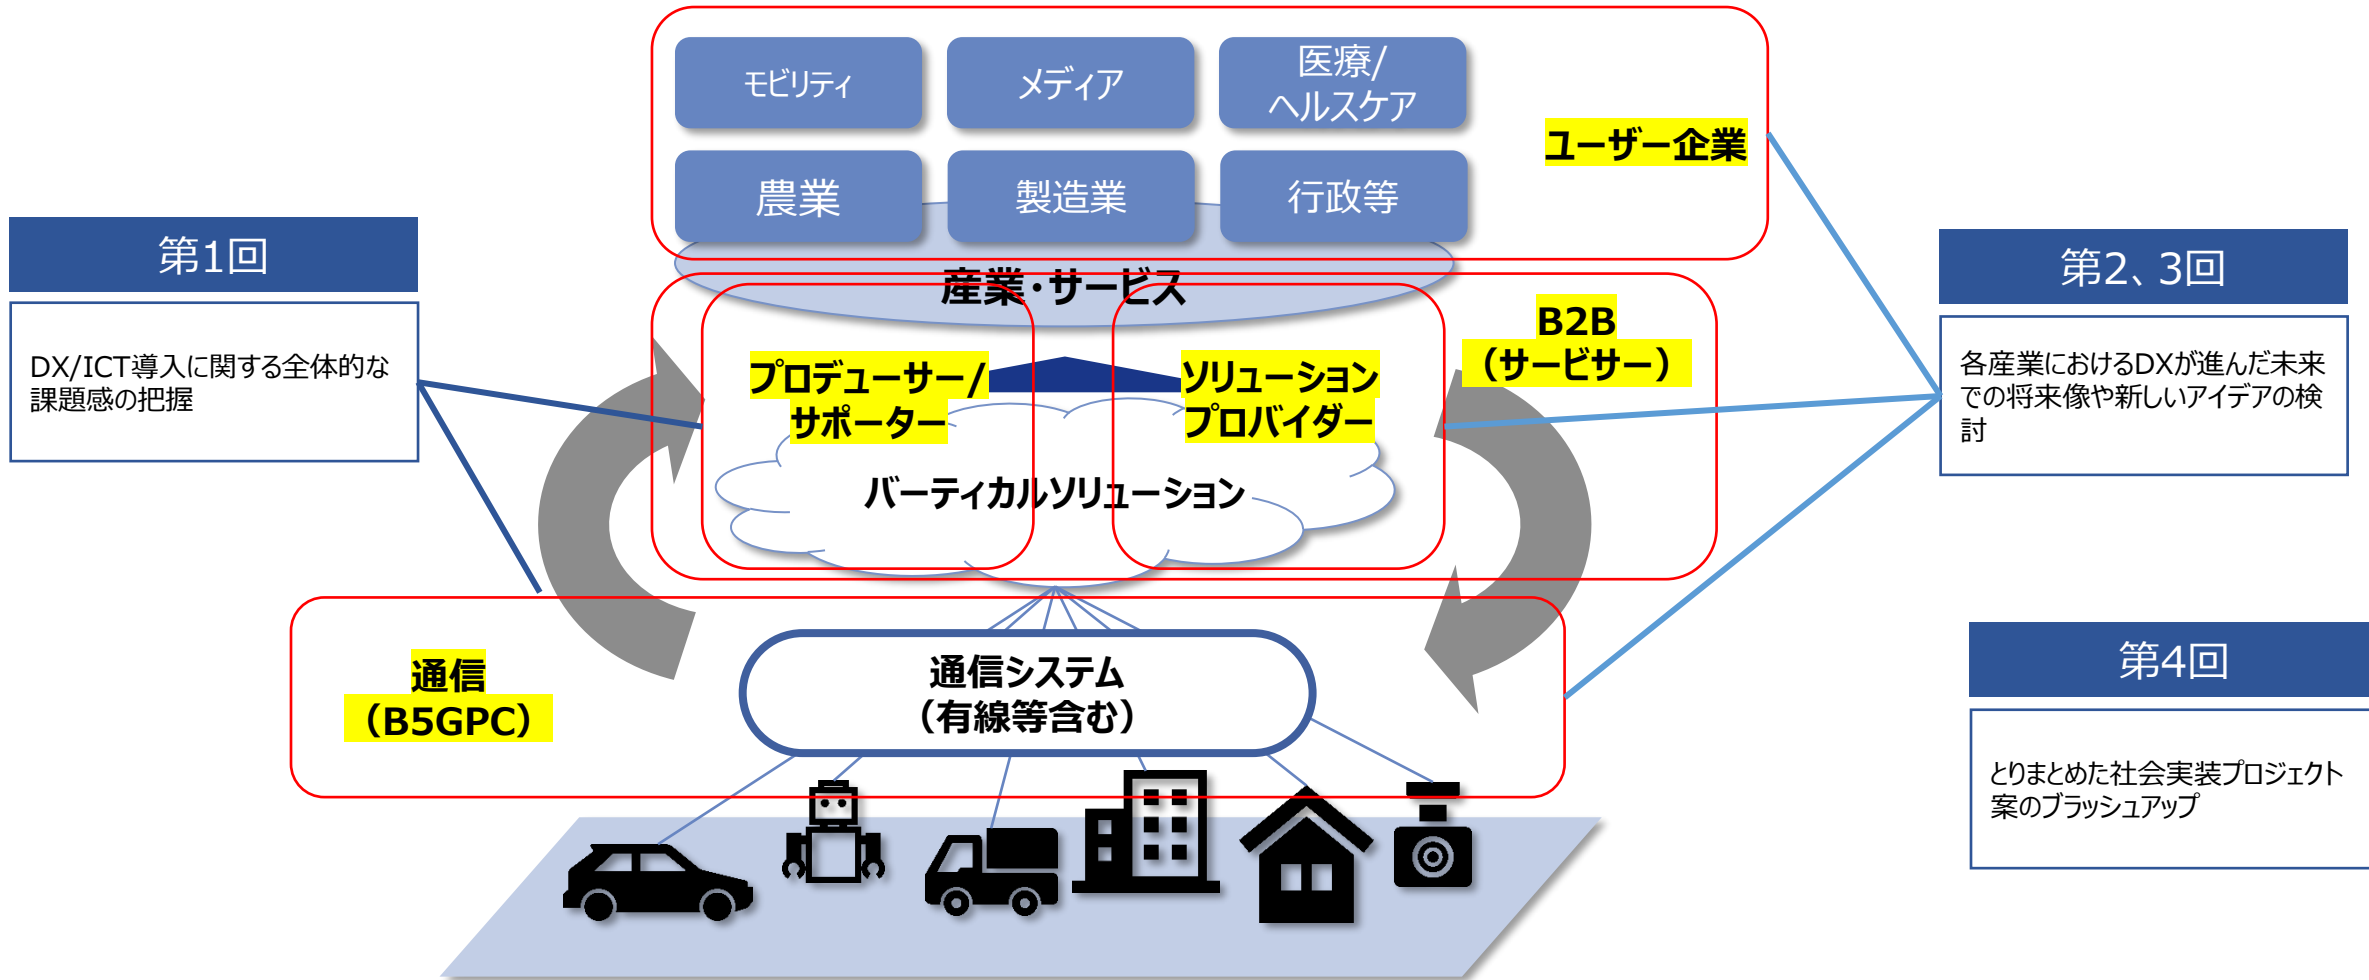 モビリティ
メディア
医療/
ヘルスケア
農業
製造業
行政等
ユーザー企業
産業・サービス
第1回
DX/ICT導入に関する全体的な
課題感の把握
プロデューサー/
サポーター
ソリューション
プロバイダー
B2B
（サービサー）
バーティカルソリューション
第2、3回
各産業におけるDXが進んだ未来
での将来像や新しいアイデアの検
討
通信
（B5GPC）
通信システム
（有線等含む）
第4回
とりまとめた社会実装プロジェクト
案のブラッシュアップ